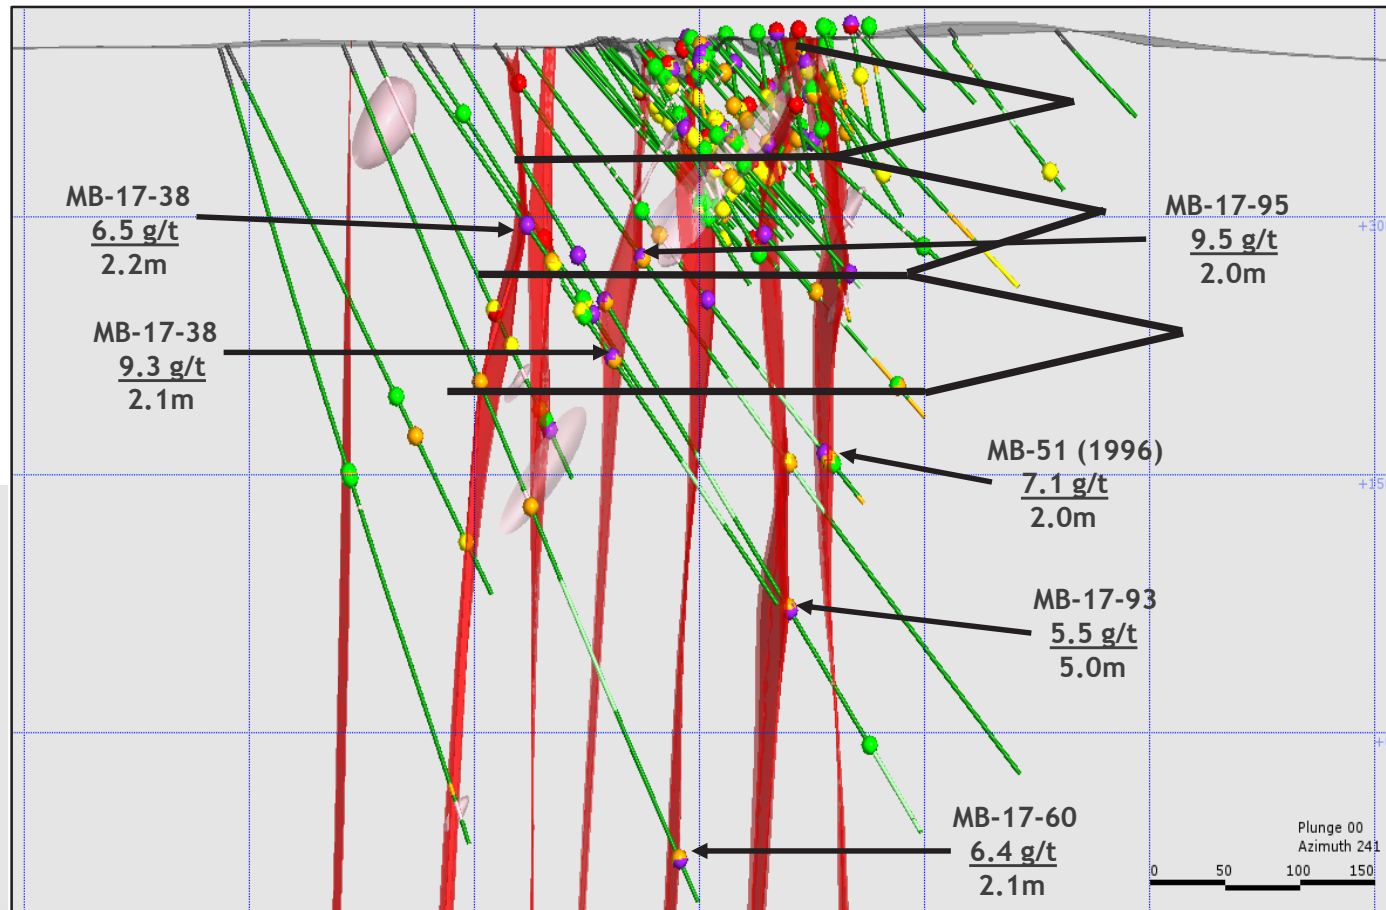 MB-17-38
6.5 g/t
2.2m
MB-17-95
9.5 g/t
2.0m
MB-17-38
9.3 g/t
2.1m
MB-51 (1996)
7.1 g/t
2.0m
MB-17-93
5.5 g/t
5.0m
MB-17-60
6.4 g/t
2.1m
Plunge 00
Azimuth 241
0 50 100 150